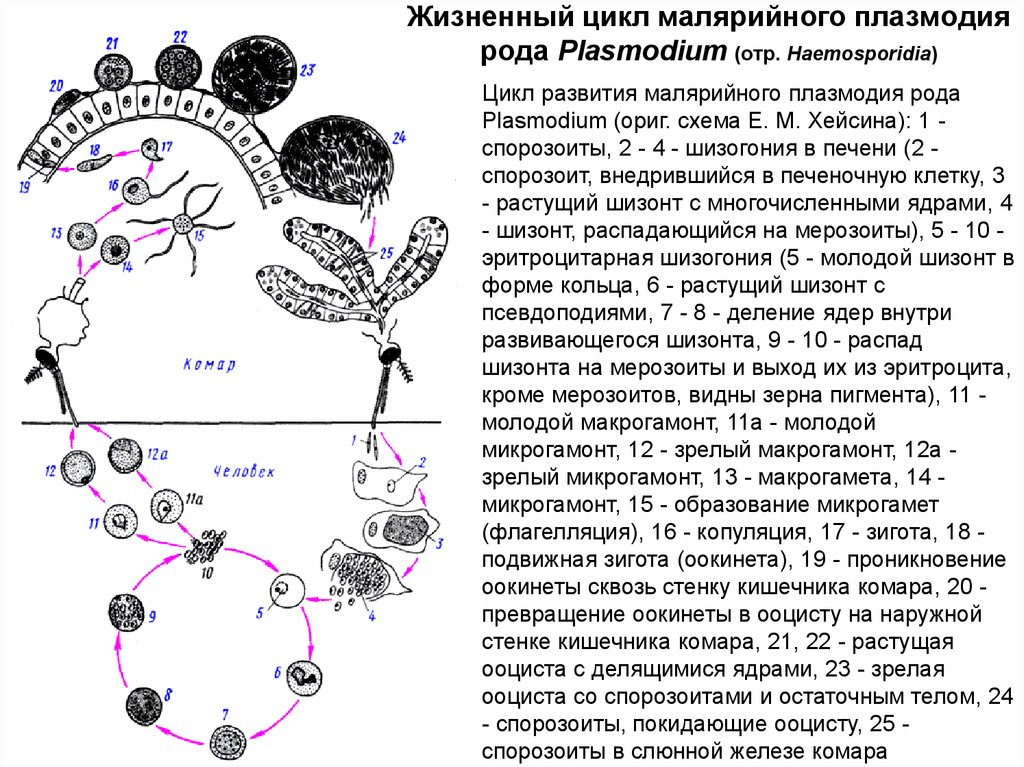 Жизненный цикл малярийного плазмодия
рода Plasmodium (отр. Haemosporidia)
Цикл развития малярийного плазмодия рода
Plasmodium (ориг. схема Е. М. Хейсина): 1 -
спорозоиты, 2 - 4 - шизогония в печени (2 -
спорозоит, внедрившийся в печеночную клетку, 3
- растущий шизонт с многочисленными ядрами, 4
- шизонт, распадающийся на мерозоиты), 5 - 10 -
эритроцитарная шизогония (5 - молодой шизонт в
форме кольца, 6 - растущий шизонт с
псевдоподиями, 7 - 8 - деление ядер внутри
развивающегося шизонта, 9 - 10 - распад
шизонта на мерозоиты и выход их из эритроцита,
кроме мерозоитов, видны зерна пигмента), 11 -
молодой макрогамонт, 11а - молодой
микрогамонт, 12 - зрелый макрогамонт, 12а -
зрелый микрогамонт, 13 - макрогамета, 14 -
микрогамонт, 15 - образование микрогамет
(флагелляция), 16 - копуляция, 17 - зигота, 18 -
подвижная зигота (оокинета), 19 - проникновение
оокинеты сквозь стенку кишечника комара, 20 -
превращение оокинеты в ооцисту на наружной
стенке кишечника комара, 21, 22 - растущая
ооциста с делящимися ядрами, 23 - зрелая
ооциста со спорозоитами и остаточным телом, 24
- спорозоиты, покидающие ооцисту, 25 -
спорозоиты в слюнной железе комара
21
22
23
20
24
17
18
19
16
13
15
14
25
Комар
1
12а
12
Человек
2
11а
11
3
10
5
4
9
6
8
7